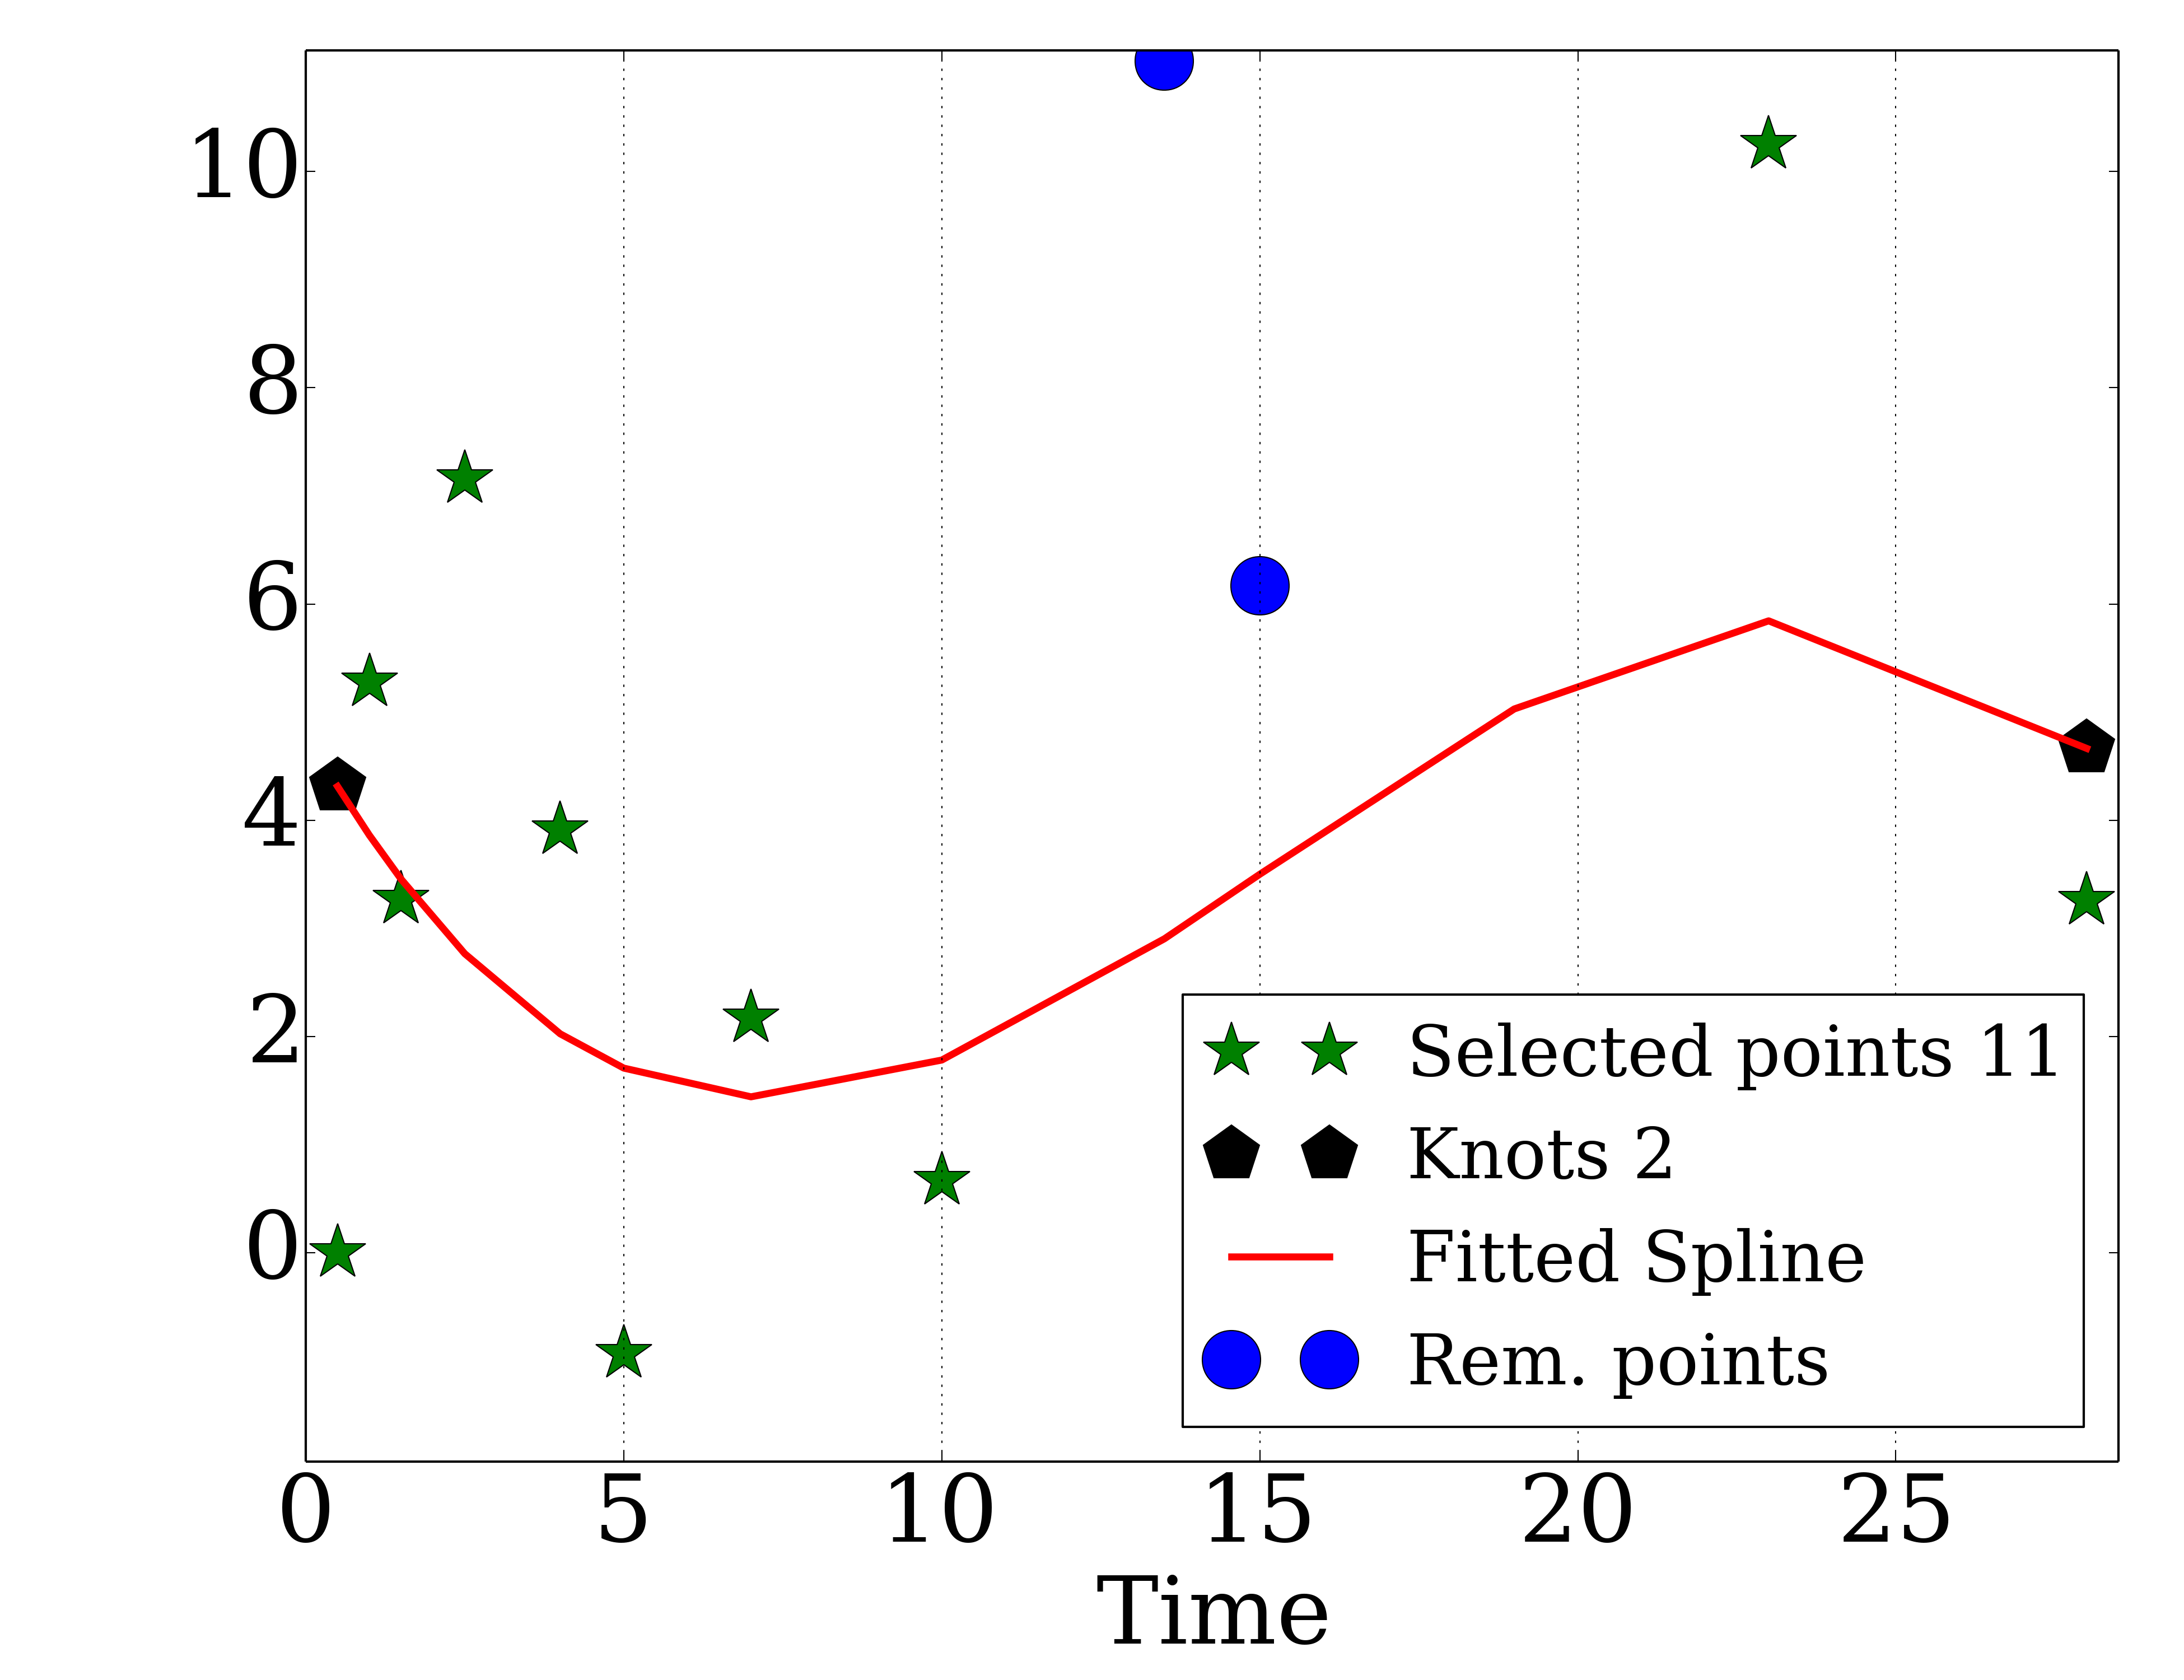 10
8
6
4
2
0
0 5 10 15 20 25
Time
Selected points 11
Knots 2
Fitted Spline
Rem. points